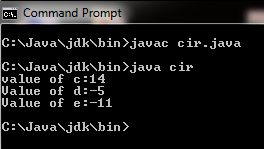 Command Prompt
C:\Java\jdk\bin>javac cir.java
C:\Java\jdk\bin>java cir
value of c:14
Value of d:-5
Value of e:-11
C:\Java\jdk\bin>